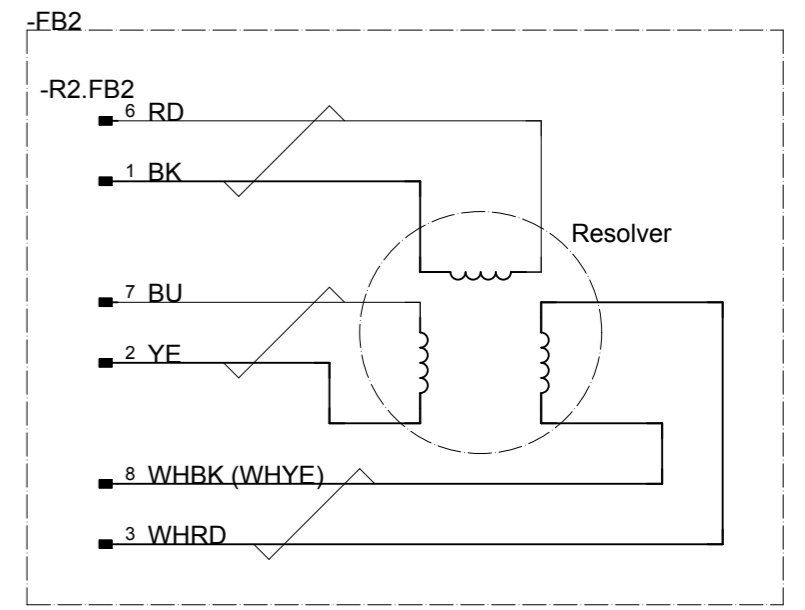 -FB2
-R2.FB2
6 RD
1 BK
Resolver
7 BU
2 YE
8 WHBK (WHYE)
3 WHRD